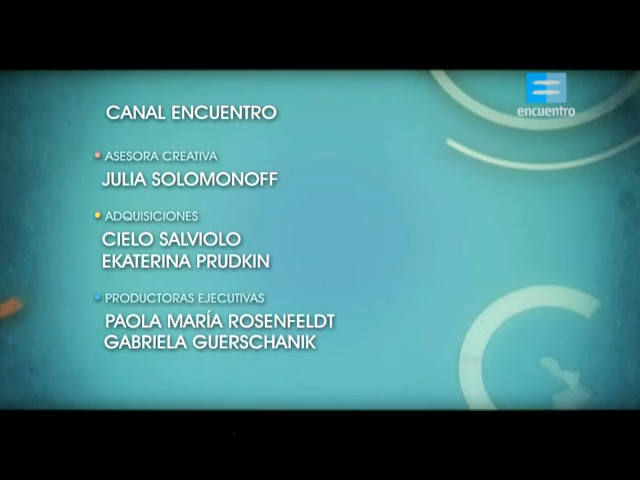 encuentro
CANAL ENCUENTRO
ASESORA CREATIVA
JULIA SOLOMONOFF
ADQUISICIONES
CIELO SALVIOLO
EKATERINA PRUDKIN
PRODUCTORAS EJECUTIVAS
PAOLA MARÍA ROSENFELDT
GABRIELA GUERSCHANIK